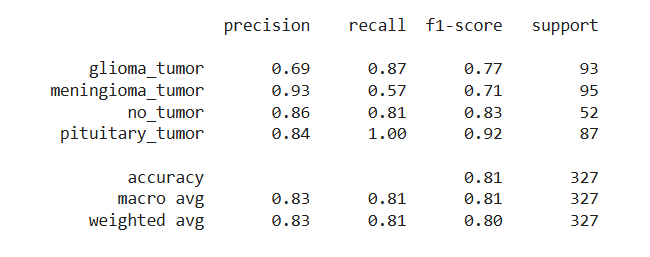 precision recall f1-score support
glioma_tumor 0.69 0.87 0.77 93
meningioma_tumor 0.93 0.57 0.71 95
no_tumor 0.86 0.81 0.83 52
pituitary_tumor 0.84 1.00 0.92 87
accuracy 0.81 327
macro avg 0.83 0.81 0.81 327
weighted avg 0.83 0.81 0.80 327